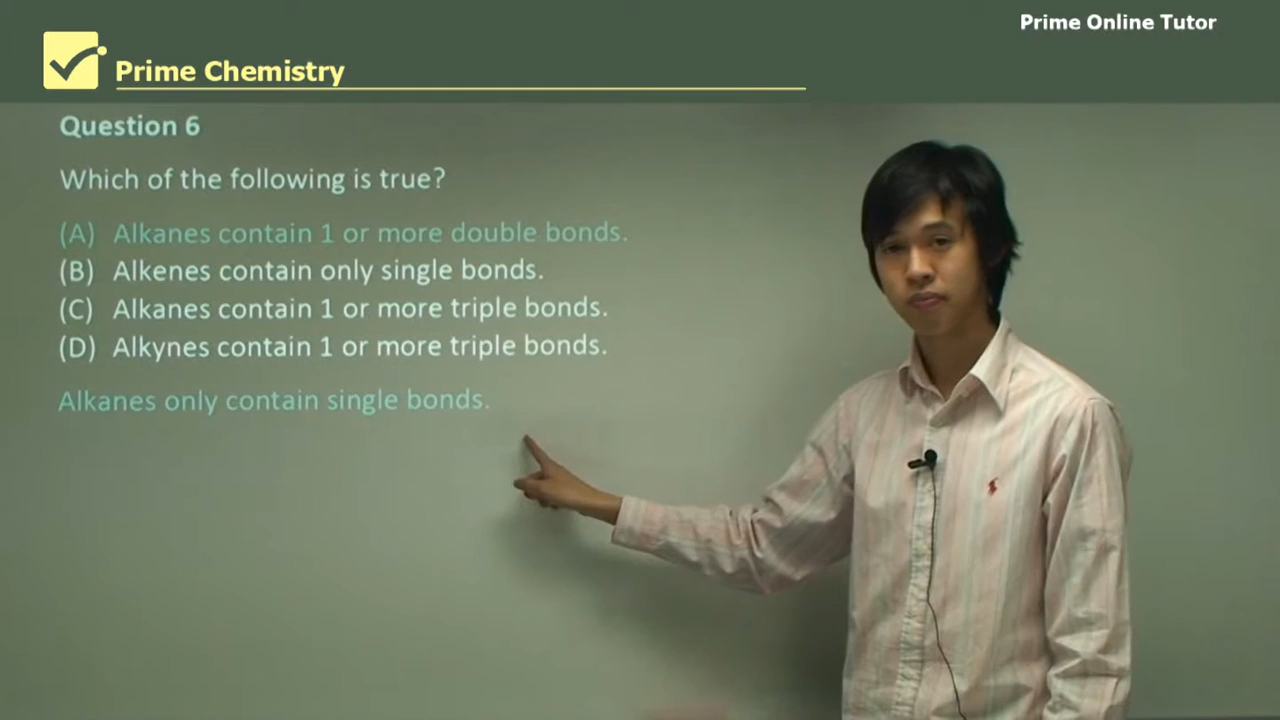 Prime Online Tutor
Prime Chemistry
Question 6
Which of the following is true?
(A) Alkanes contain 1 or more double bonds.
(B) Alkenes contain only single bonds.
(C) Alkanes contain 1 or more triple bonds.
(D) Alkynes contain 1 or more triple bonds.
Alkanes only contain single bonds.